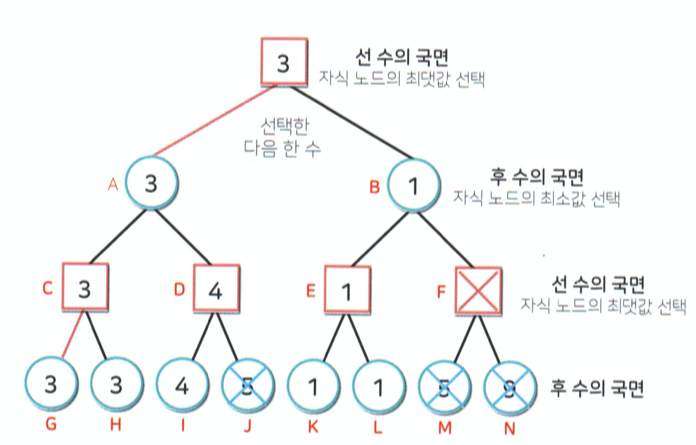 3
선 수의 국면
자식 노드의 최댓값 선택
선택한
다음 한 수
A 3
B 1
후 수의 국면
자식 노드의 최소값 선택
C 3
D 4
E 1
F
선 수의 국면
자식 노드의 최댓값 선택
3 3 4 5 1 1 5 9
후 수의 국면
G H I J K L M N